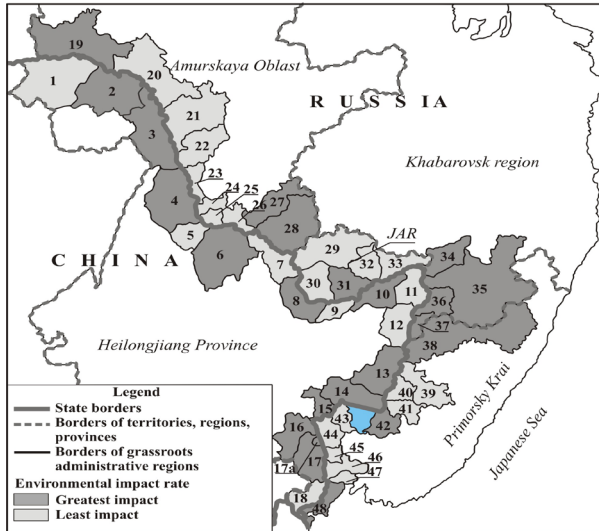 19
1
2
20
Amurskaya Oblast
R U S S I A
21
3
22
Khabarovsk region
23
24
25
4
26
27
5
28
6
JAR
29
32
33
34
C H I N A
7
30
31
10
11
35
8
9
36
12
37
38
Heilongjiang Province
13
14
40
39
41
15
43
42
16
44
45
46
17a
17
47
18
48
Primorsky Krai
Japanese Sea
Legend
State borders
Borders of territories, regions,
provinces
Borders of grassroots
administrative regions
Environmental impact rate
Greatest impact
Least impact